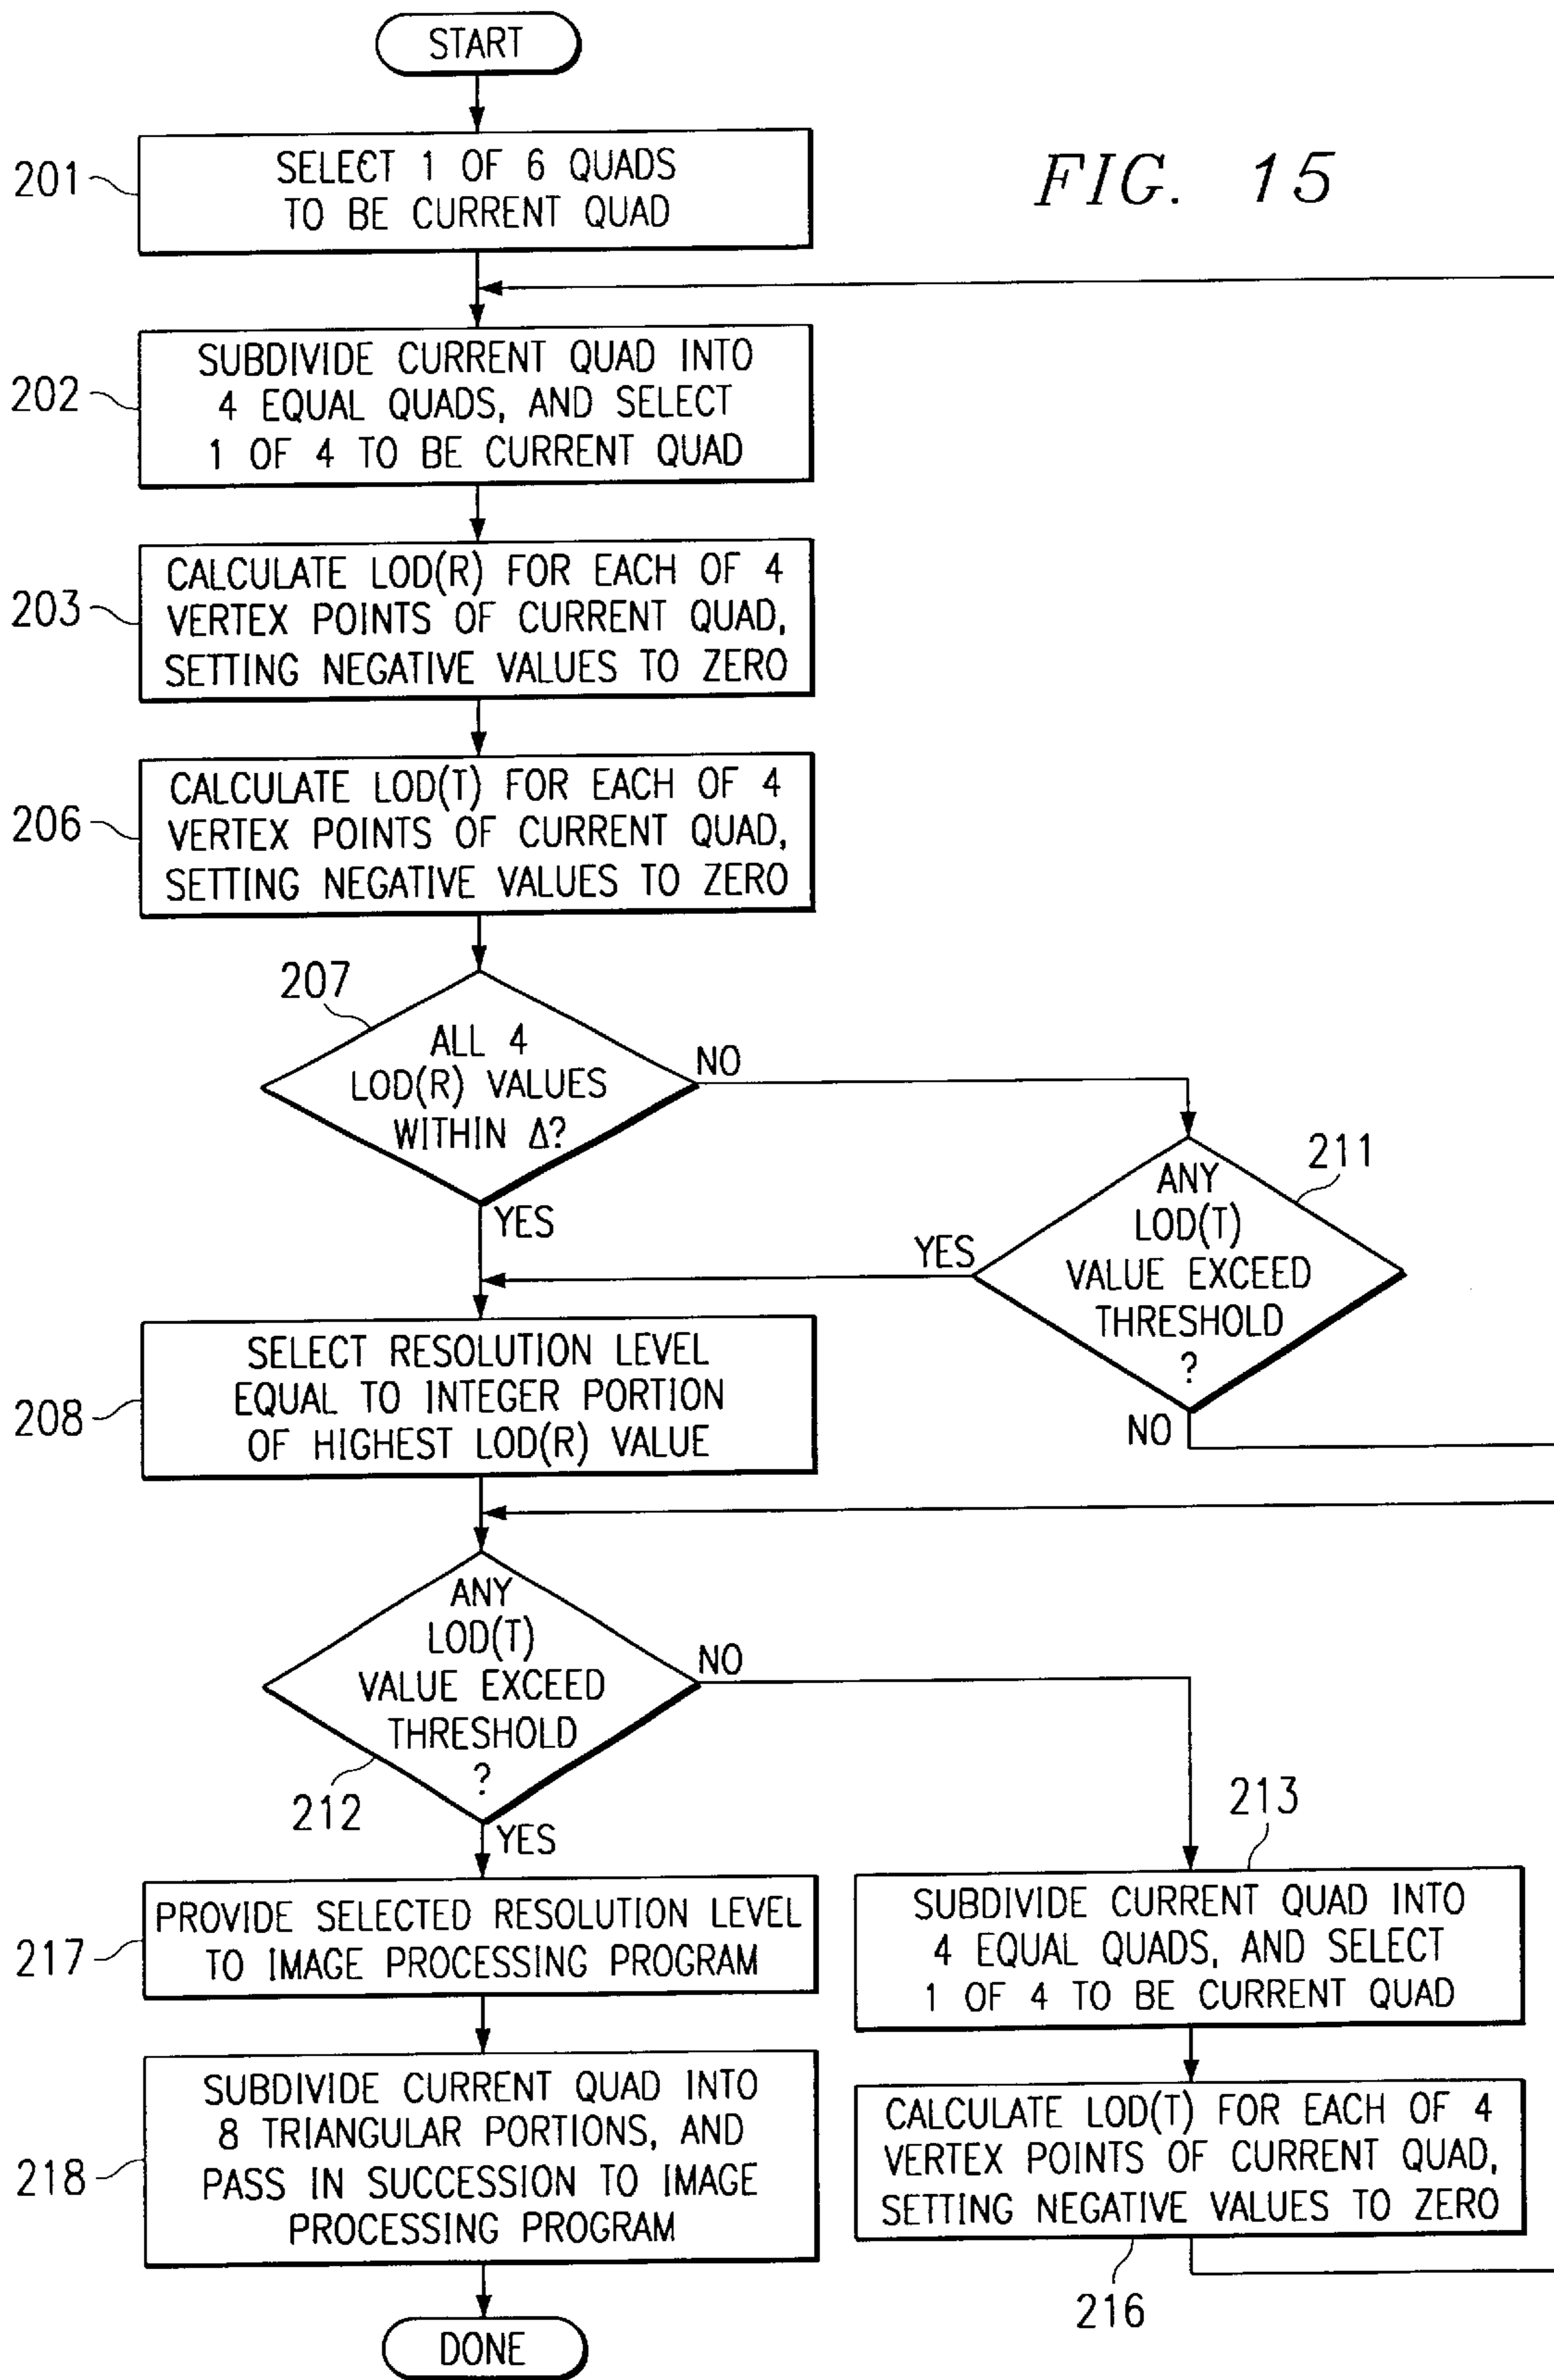 START
FIG. 15
201
SELECT 1 OF 6 QUADS
TO BE CURRENT QUAD
202
SUBDIVIDE CURRENT QUAD INTO
4 EQUAL QUADS, AND SELECT
1 OF 4 TO BE CURRENT QUAD
203
CALCULATE LOD(R) FOR EACH OF 4
VERTEX POINTS OF CURRENT QUAD,
SETTING NEGATIVE VALUES TO ZERO
206
CALCULATE LOD(T) FOR EACH OF 4
VERTEX POINTS OF CURRENT QUAD,
SETTING NEGATIVE VALUES TO ZERO
207
ALL 4
LOD(R) VALUES
WITHIN Δ?
NO
YES
211
ANY
LOD(T)
VALUE EXCEED
THRESHOLD
?
YES
NO
208
SELECT RESOLUTION LEVEL
EQUAL TO INTEGER PORTION
OF HIGHEST LOD(R) VALUE
ANY
LOD(T)
VALUE EXCEED
THRESHOLD
?
212
NO
YES
213
SUBDIVIDE CURRENT QUAD INTO
4 EQUAL QUADS, AND SELECT
1 OF 4 TO BE CURRENT QUAD
217
PROVIDE SELECTED RESOLUTION LEVEL
TO IMAGE PROCESSING PROGRAM
CALCULATE LOD(T) FOR EACH OF 4
VERTEX POINTS OF CURRENT QUAD,
SETTING NEGATIVE VALUES TO ZERO
216
218
SUBDIVIDE CURRENT QUAD INTO
8 TRIANGULAR PORTIONS, AND
PASS IN SUCCESSION TO IMAGE
PROCESSING PROGRAM
DONE